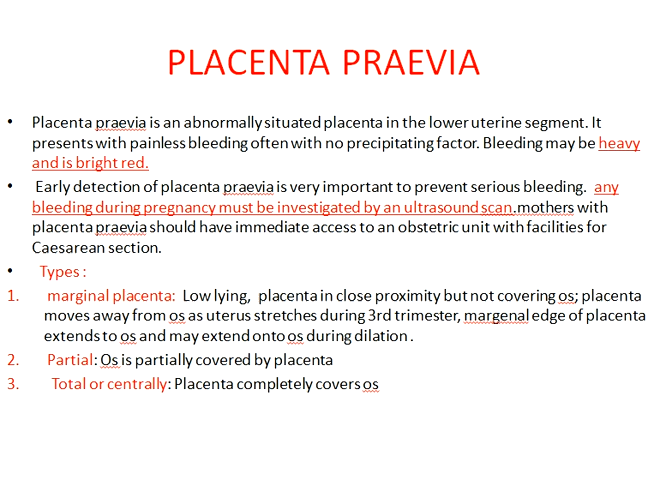 PLACENTA PRAEVIA
• Placenta praevia is an abnormally situated placenta in the lower uterine segment. It
presents with painless bleeding often with no precipitating factor. Bleeding may be heavy
and is bright red.
• Early detection of placenta praevia is very important to prevent serious bleeding. any
bleeding during pregnancy must be investigated by an ultrasound scan.mothers with
placenta praevia should have immediate access to an obstetric unit with facilities for
Caesarean section.
• Types :
1. marginal placenta: Low lying, placenta in close proximity but not covering os; placenta
moves away from os as uterus stretches during 3rd trimester, margenal edge of placenta
extends to os and may extend onto os during dilation .
2. Partial: Os is partially covered by placenta
3. Total or centrally: Placenta completely covers os